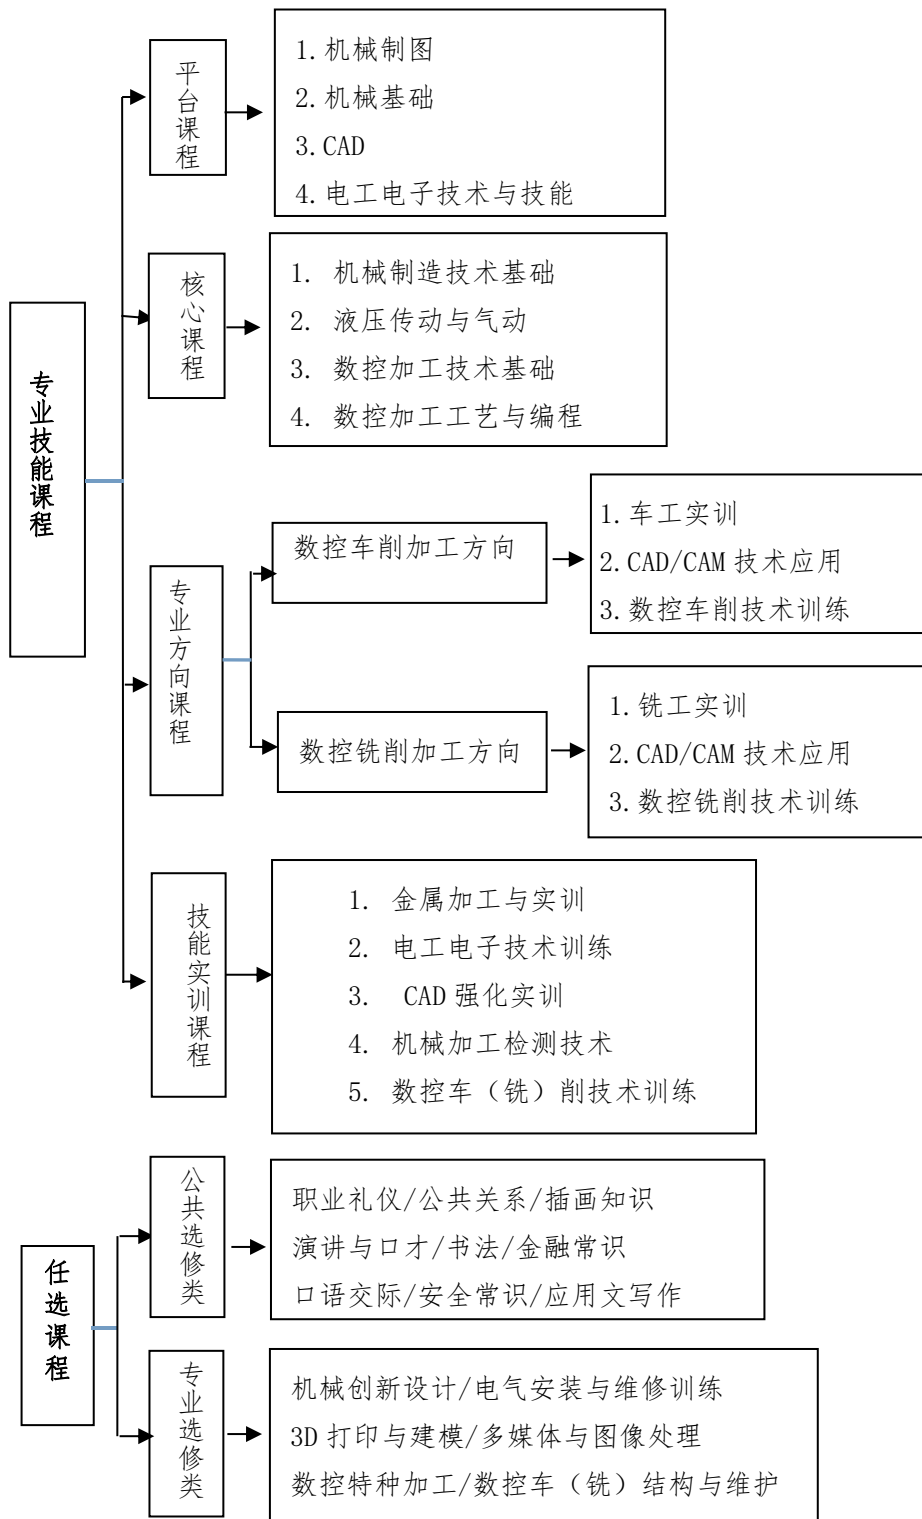 专业技能课程
平台课程
1.机械制图
2.机械基础
3.CAD
4.电工电子技术与技能
核心课程
1. 机械制造技术基础
2. 液压传动与气动
3. 数控加工技术基础
4. 数控加工工艺与编程
专业方向课程
数控车削加工方向
1.车工实训
2.CAD/CAM 技术应用
3.数控车削技术训练
数控铣削加工方向
1.铣工实训
2.CAD/CAM 技术应用
3.数控铣削技术训练
技能实训课程
1. 金属加工与实训
2. 电工电子技术训练
3. CAD 强化实训
4. 机械加工检测技术
5. 数控车（铣）削技术训练
任选课程
公共选修类
职业礼仪/公共关系/插画知识
演讲与口才/书法/金融常识
口语交际/安全常识/应用文写作
专业选修类
机械创新设计/电气安装与维修训练
3D 打印与建模/多媒体与图像处理
数控特种加工/数控车（铣）结构与维护